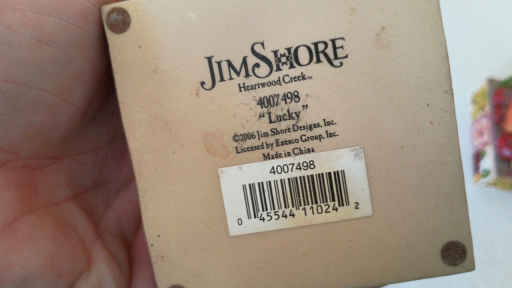 JIM SHORE
Heartwood Creek™
4007498
"Lucky"
©2006 Jim Shore Designs, Inc.
Licensed by Enesco Group, Inc.
Made in China
4007498
0 45544 11024 2